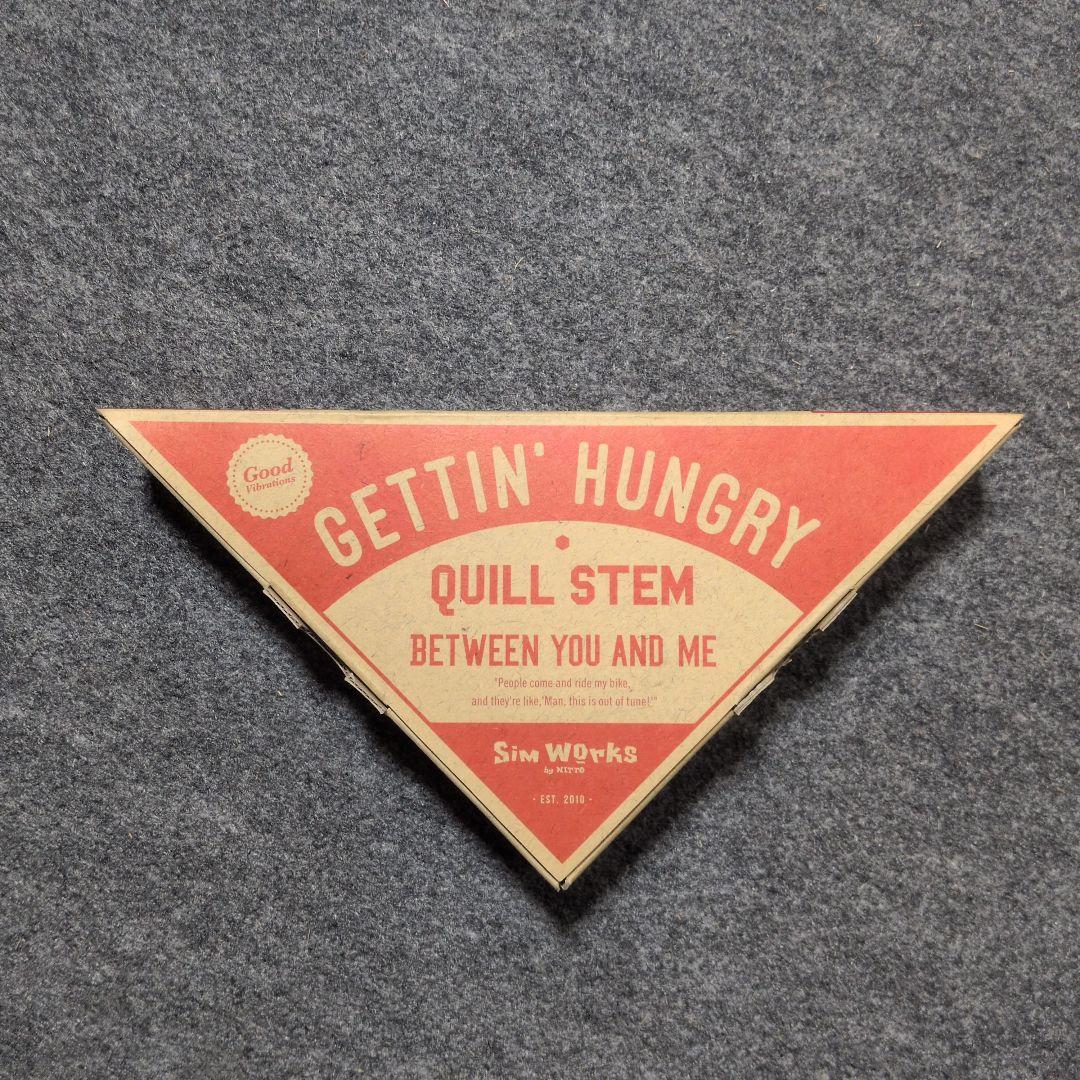 Good
Vibrations
GETTIN' HUNGRY
QUILL STEM
BETWEEN YOU AND ME
"People come and ride my bike,
and they're like,'Man, this is out of tune!'"
Sim Works
by NITTO
- EST. 2010 -